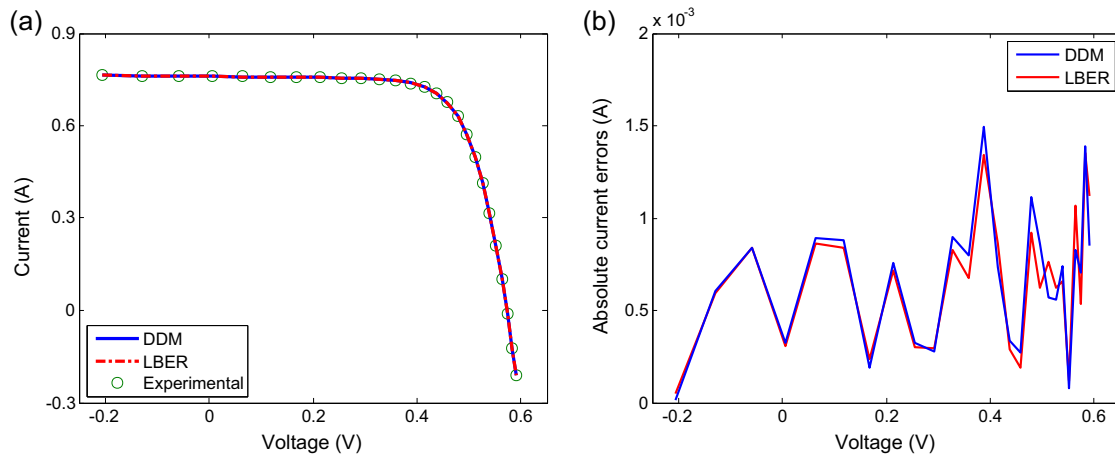 (a)
0.9
0.6
0.3
0
-0.3
Current (A)
-0.2
0
0.2
0.4
0.6
Voltage (V)
DDM
LBER
Experimental
(b)
2 x 10⁻³
1.5
1
0.5
0
Absolute current errors (A)
-0.2
0
0.2
0.4
0.6
Voltage (V)
DDM
LBER